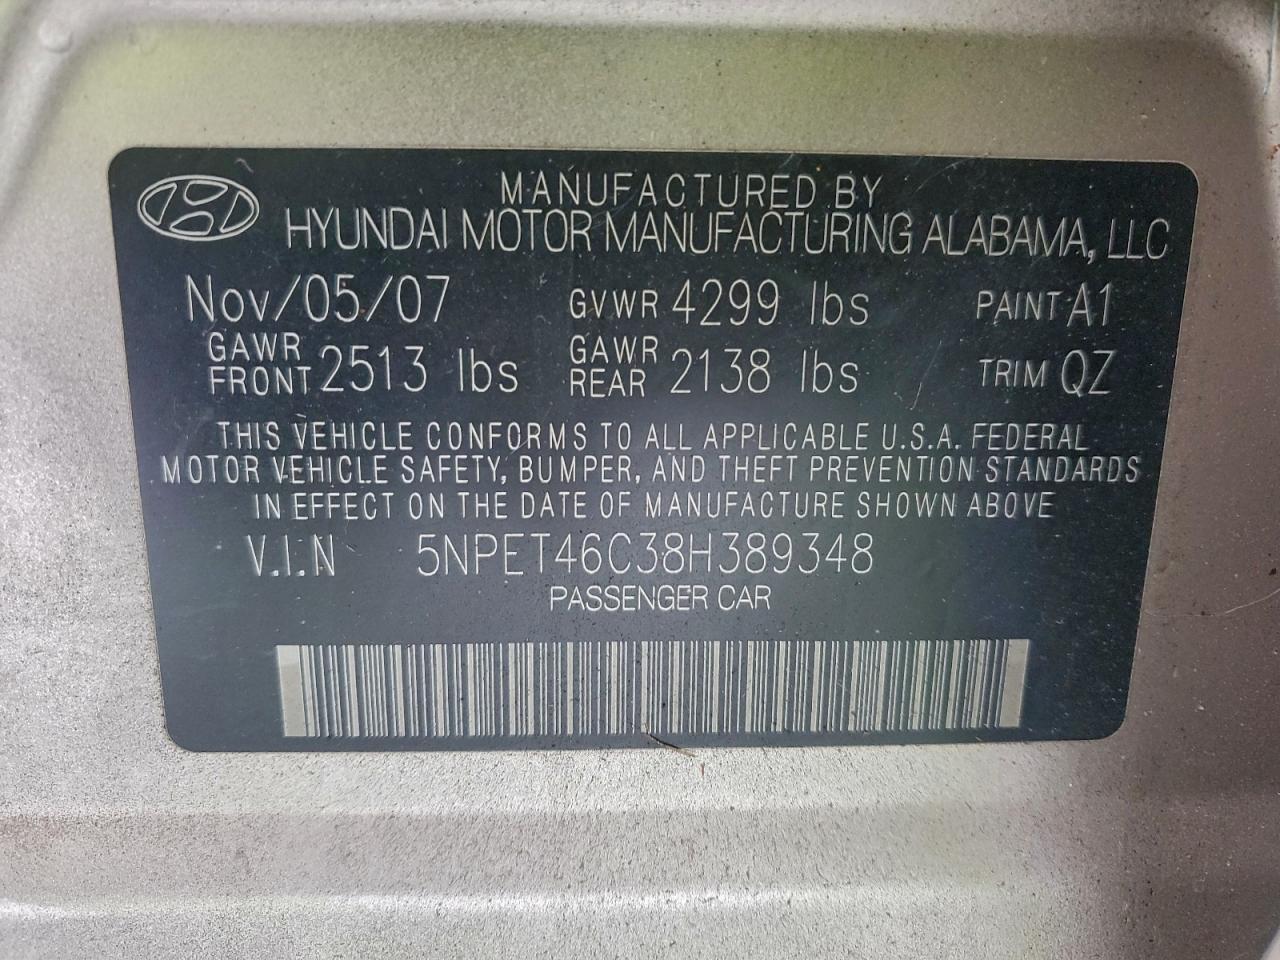 MANUFACTURED BY
HYUNDAI MOTOR MANUFACTURING ALABAMA, LLC
Nov/05/07 GVWR 4299 lbs PAINT A1
GAWR FRONT 2513 lbs GAWR REAR 2138 lbs TRIM QZ
THIS VEHICLE CONFORMS TO ALL APPLICABLE U.S.A. FEDERAL
MOTOR VEHICLE SAFETY, BUMPER, AND THEFT PREVENTION STANDARDS
IN EFFECT ON THE DATE OF MANUFACTURE SHOWN ABOVE
V.I.N 5NPET46C38H389348
PASSENGER CAR